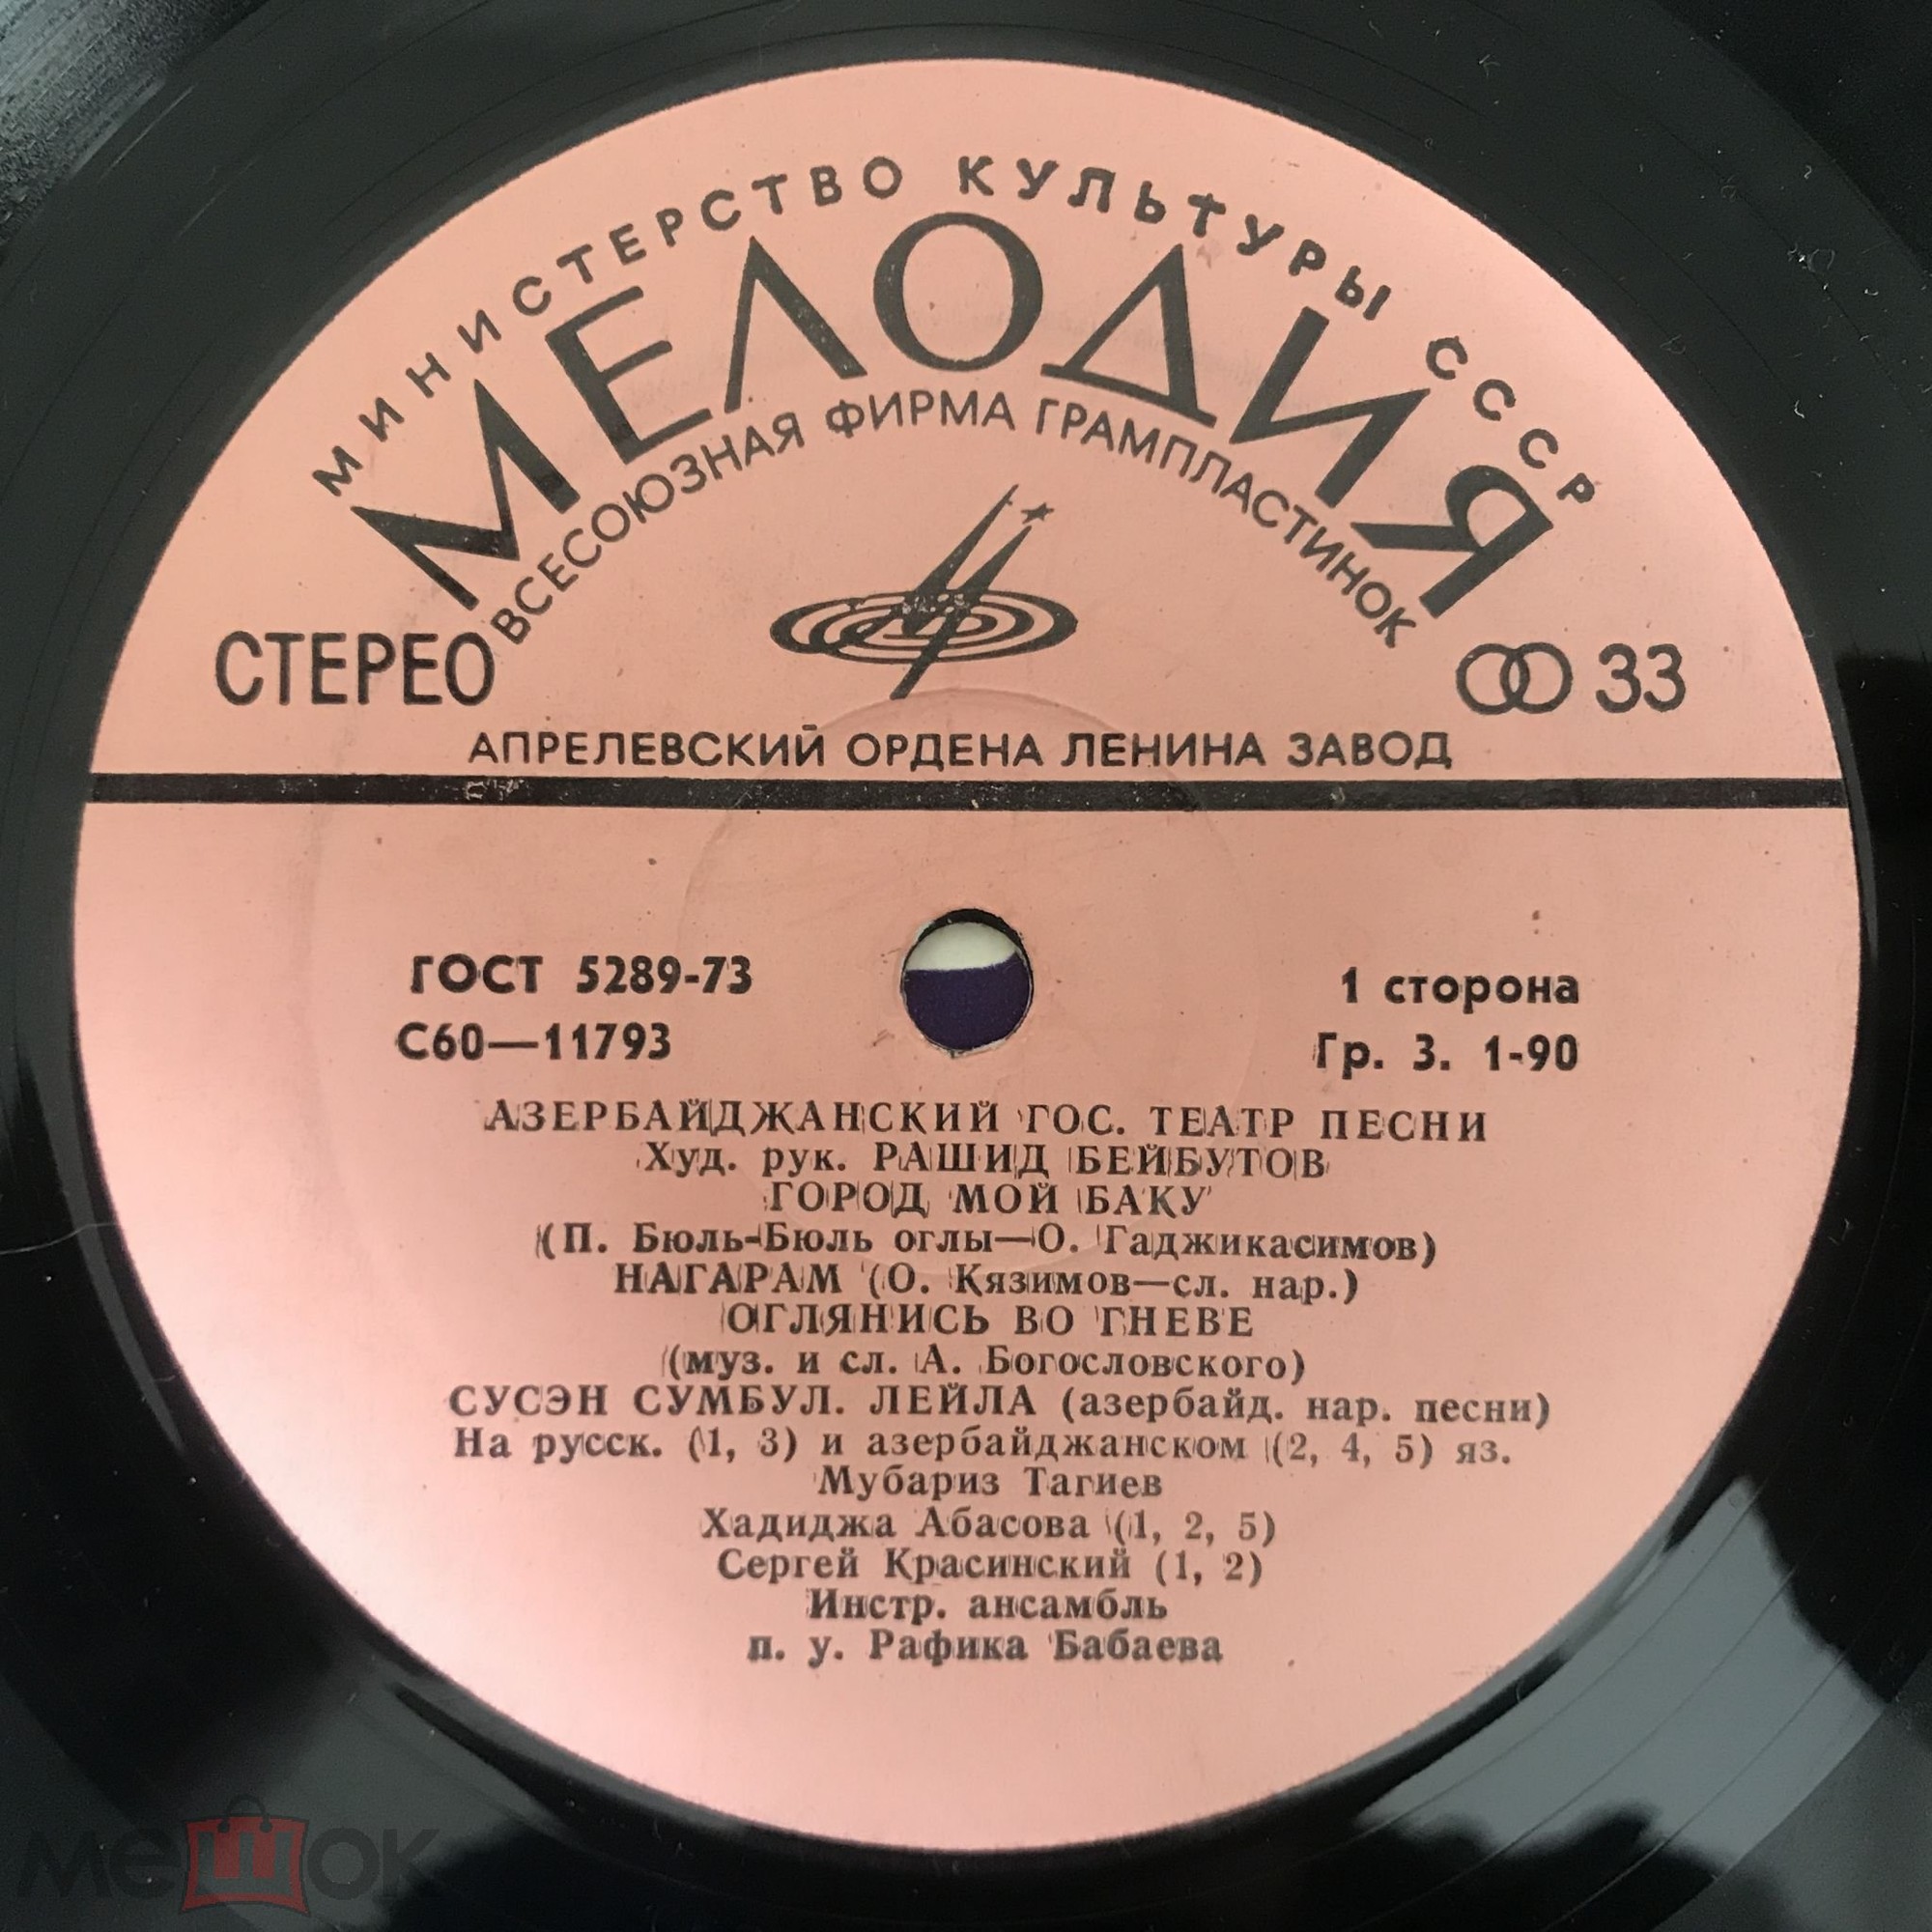 МИНИСТЕРСТВО КУЛЬТУРЫ СССР
МЕЛОДИЯ
ВСЕСОЮЗНАЯ ФИРМА ГРАМПЛАСТИНОК
СТЕРЕО
33
АПРЕЛЕВСКИЙ ОРДЕНА ЛЕНИНА ЗАВОД
ГОСТ 5289-73
1 сторона
С60—11793
Гр. 3. 1-90
АЗЕРБАЙДЖАНСКИЙ ГОС. ТЕАТР ПЕСНИ
Худ. рук. РАШИД БЕЙБУТОВ
ГОРОД МОЙ БАКУ
(П. Бюль-Бюль оглы—О. Гаджикасимов)
НАГАРАМ (О. Кязимов—сл. нар.)
ОГЛЯНИСЬ ВО ГНЕВЕ
(муз. и сл. А. Богословского)
СУСЭН СУМБУЛ. ЛЕЙЛА (азербайд. нар. песни)
На русск. (1, 3) и азербайджанском (2, 4, 5) яз.
Мубариз Тагиев
Хадиджа Абасова (1, 2, 5)
Сергей Красинский (1, 2)
Инстр. ансамбль
п. у. Рафика Бабаева
мешок